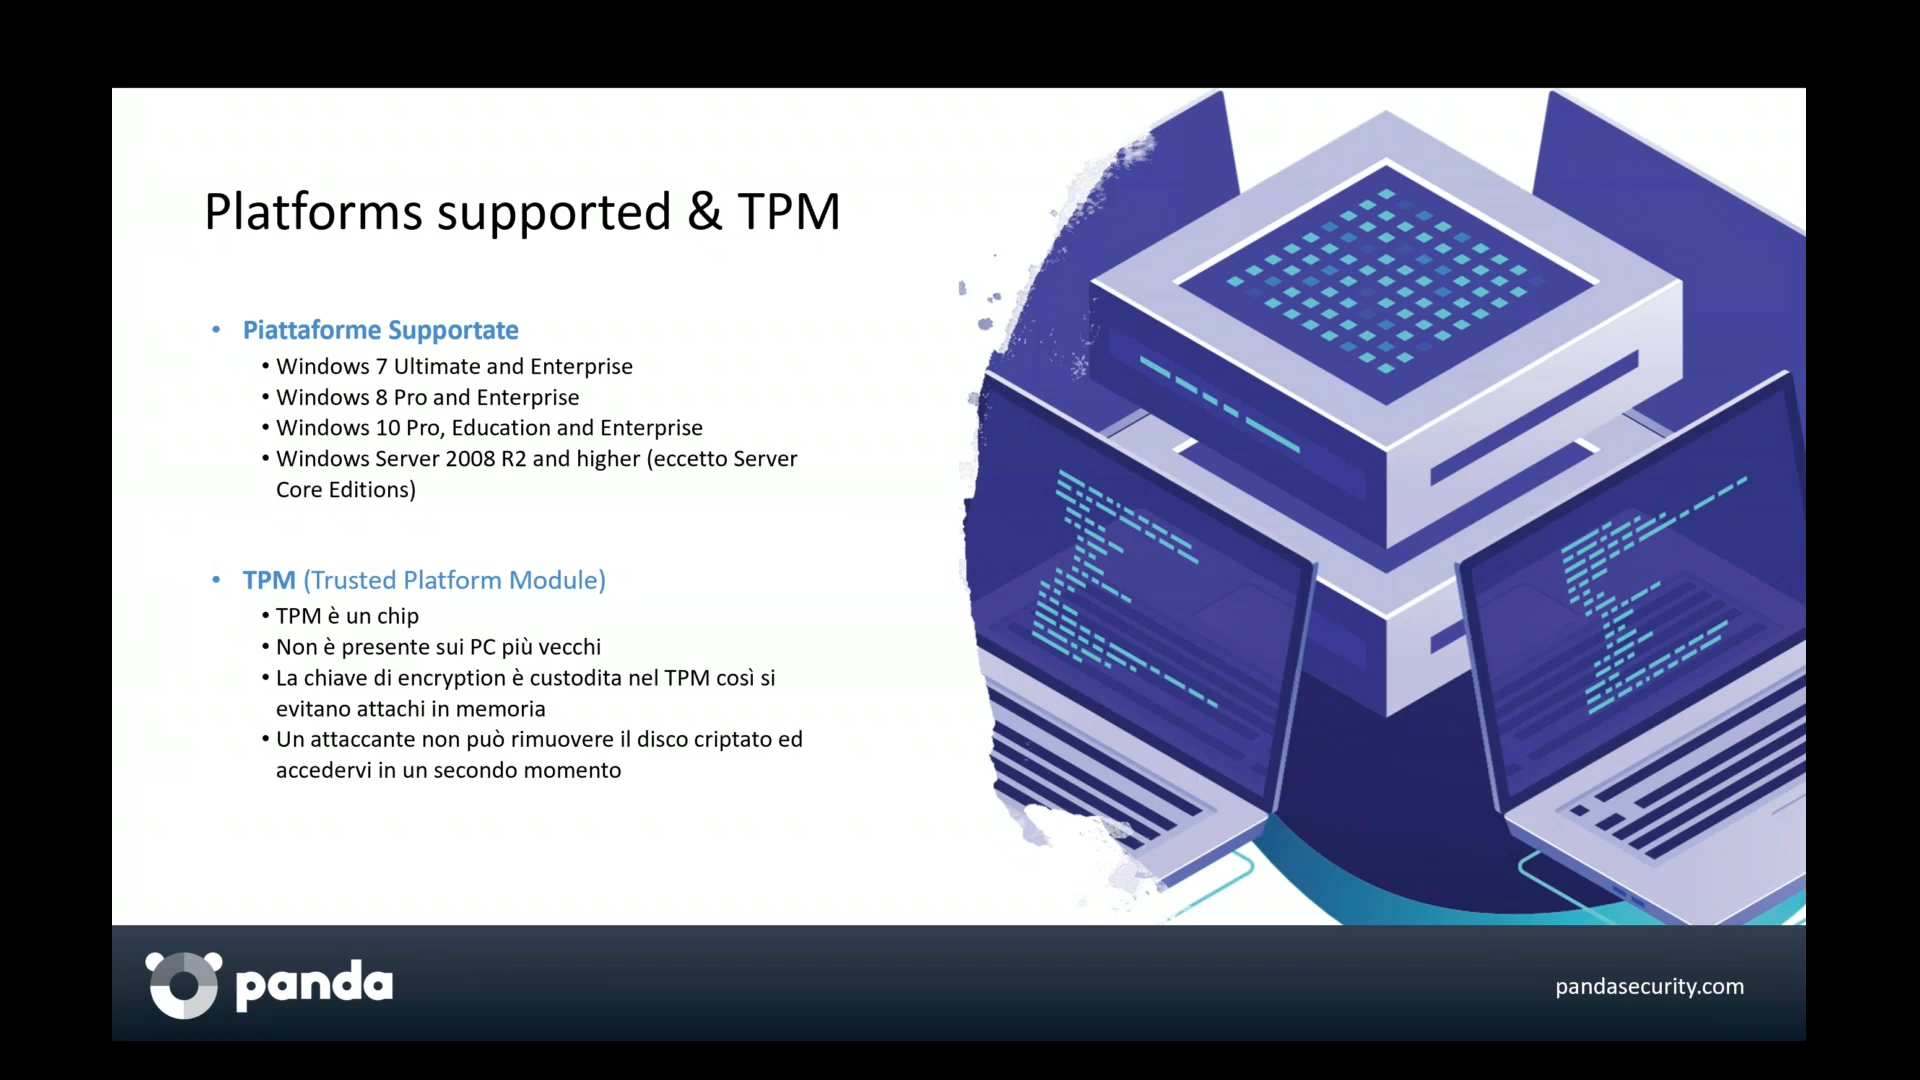 Platforms supported & TPM
• Piattaforme Supportate
• Windows 7 Ultimate and Enterprise
• Windows 8 Pro and Enterprise
• Windows 10 Pro, Education and Enterprise
• Windows Server 2008 R2 and higher (eccetto Server
Core Editions)
• TPM (Trusted Platform Module)
• TPM è un chip
• Non è presente sui PC più vecchi
• La chiave di encryption è custodita nel TPM così si
evitano attachi in memoria
• Un attaccante non può rimuovere il disco criptato ed
accedervi in un secondo momento
panda
pandasecurity.com